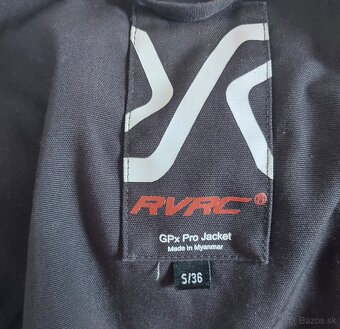 RVRC®
GPx Pro Jacket
Made in Myanmar
S/36
© Bazos.sk